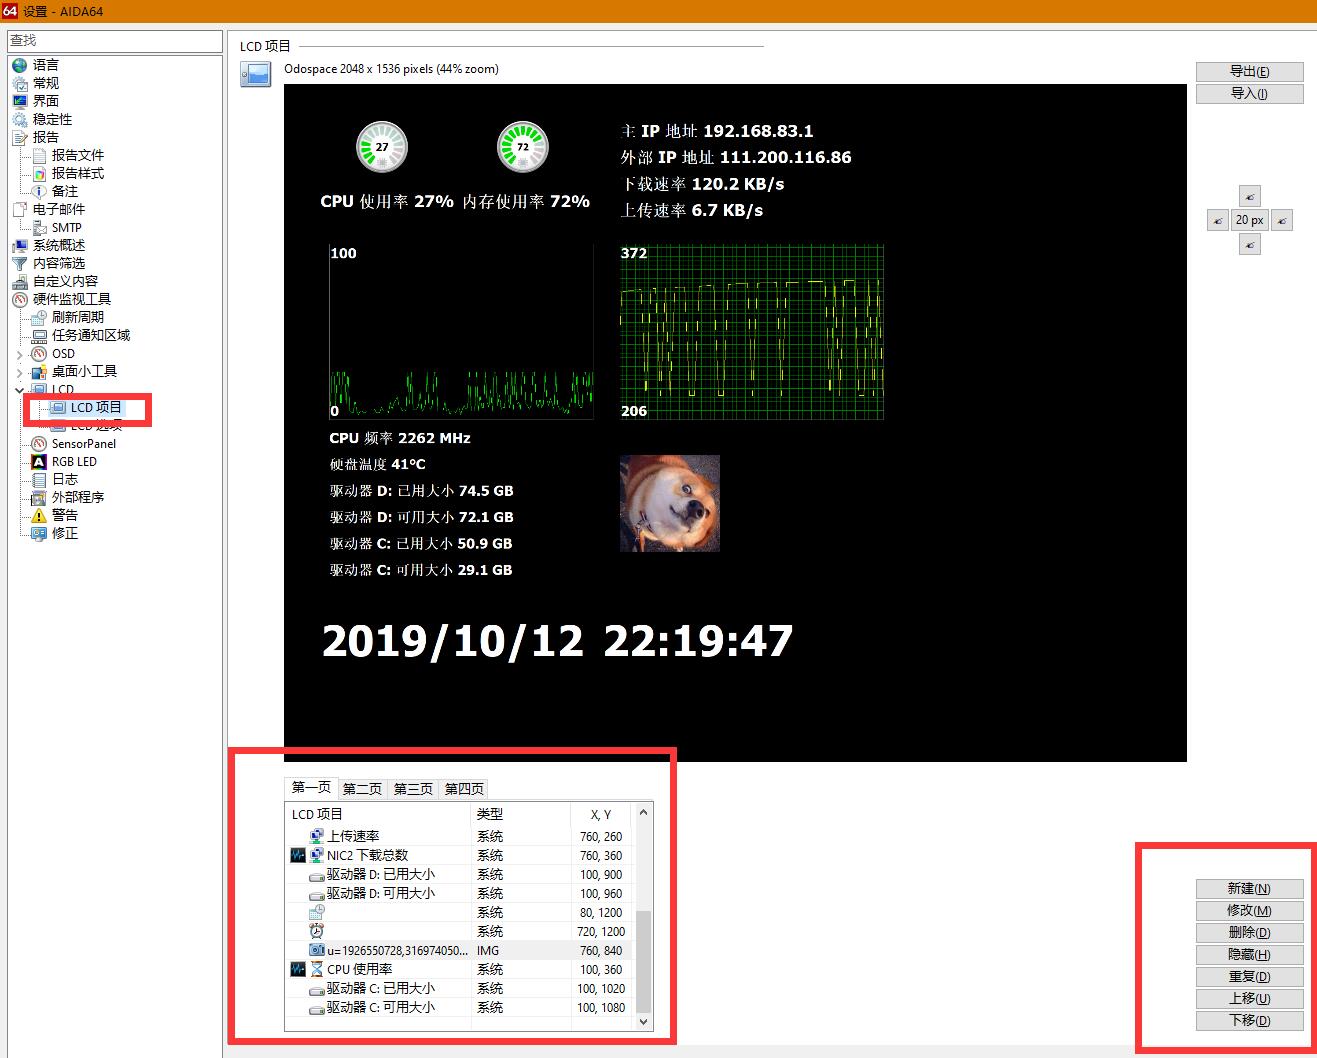 64 设置 - AIDA64
查找
语言
常规
界面
稳定性
报告
报告文件
报告样式
备注
电子邮件
SMTP
系统概述
内容筛选
自定义内容
硬件监视工具
刷新周期
任务通知区域
OSD
桌面小工具
LCD
LCD 项目
LCD 选项
SensorPanel
RGB LED
日志
外部程序
警告
修正
LCD 项目
Odospace 2048 x 1536 pixels (44% zoom)
27
72
CPU 使用率 27% 内存使用率 72%
主 IP 地址 192.168.83.1
外部 IP 地址 111.200.116.86
下载速率 120.2 KB/s
上传速率 6.7 KB/s
100
0
372
206
CPU 频率 2262 MHz
硬盘温度 41°C
驱动器 D: 已用大小 74.5 GB
驱动器 D: 可用大小 72.1 GB
驱动器 C: 已用大小 50.9 GB
驱动器 C: 可用大小 29.1 GB
2019/10/12 22:19:47
第一页 第二页 第三页 第四页
LCD 项目 类型 X, Y
上传速率 系统 760, 260
NIC2 下载总数 系统 760, 360
驱动器 D: 已用大小 系统 100, 900
驱动器 D: 可用大小 系统 100, 960
系统 80, 1200
系统 720, 1200
u=1926550728,316974050... IMG 760, 840
CPU 使用率 系统 100, 360
驱动器 C: 已用大小 系统 100, 1020
驱动器 C: 可用大小 系统 100, 1080
导出(E)
导入(I)
20 px
新建(N)
修改(M)
删除(D)
隐藏(H)
重复(D)
上移(U)
下移(D)